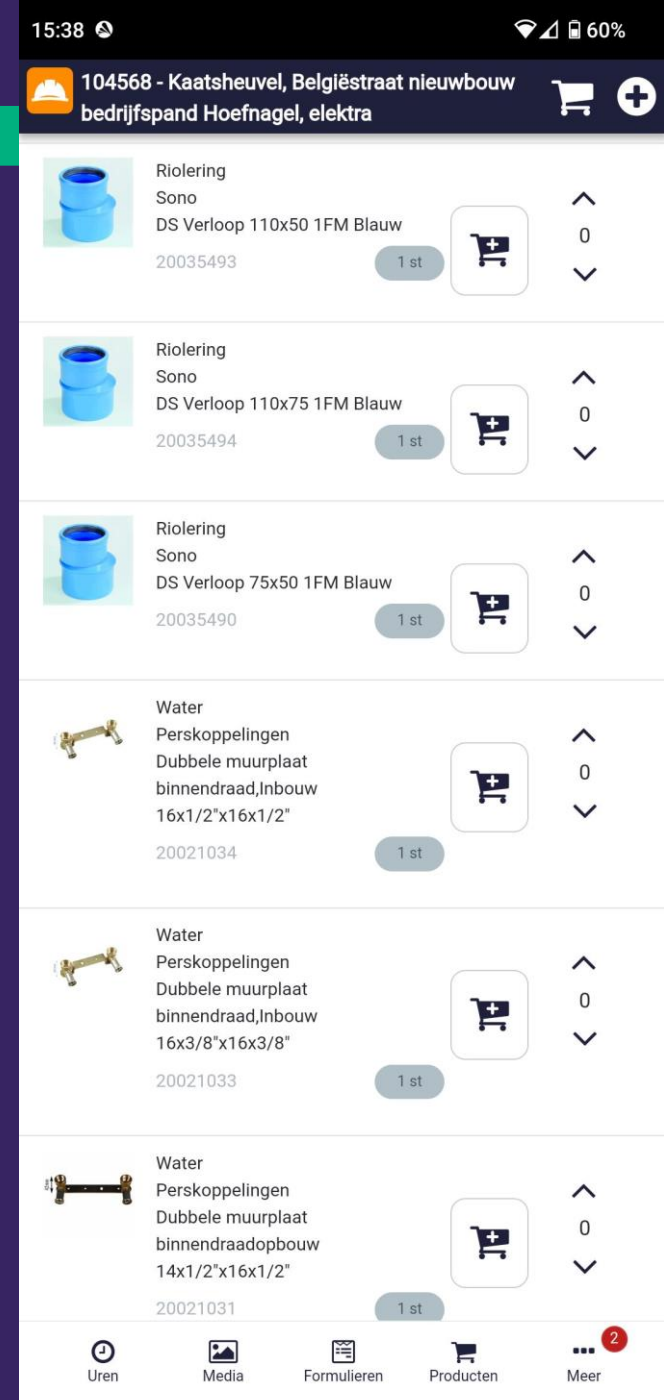 15:38
60%
104568 - Kaatsheuvel, Belgiëstraat nieuwbouw
bedrijfspand Hoefnagel, elektra
Riolering
Sono
DS Verloop 110x50 1FM Blauw
20035493
1 st
0
Riolering
Sono
DS Verloop 110x75 1FM Blauw
20035494
1 st
0
Riolering
Sono
DS Verloop 75x50 1FM Blauw
20035490
1 st
0
Water
Perskoppelingen
Dubbele muurplaat
binnendraad,Inbouw
16x1/2"x16x1/2"
20021034
1 st
0
Water
Perskoppelingen
Dubbele muurplaat
binnendraad,Inbouw
16x3/8"x16x3/8"
20021033
1 st
0
Water
Perskoppelingen
Dubbele muurplaat
binnendraadopbouw
14x1/2"x16x1/2"
20021031
1 st
0
2
Uren
Media
Formulieren
Producten
Meer